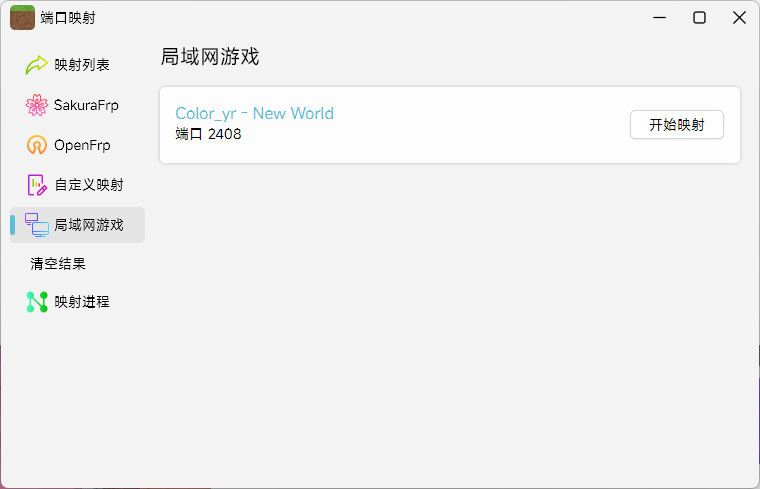 端口映射
映射列表
SakuraFrp
OpenFrp
自定义映射
局域网游戏
清空结果
映射进程
局域网游戏
Color_yr - New World
端口 2408
开始映射